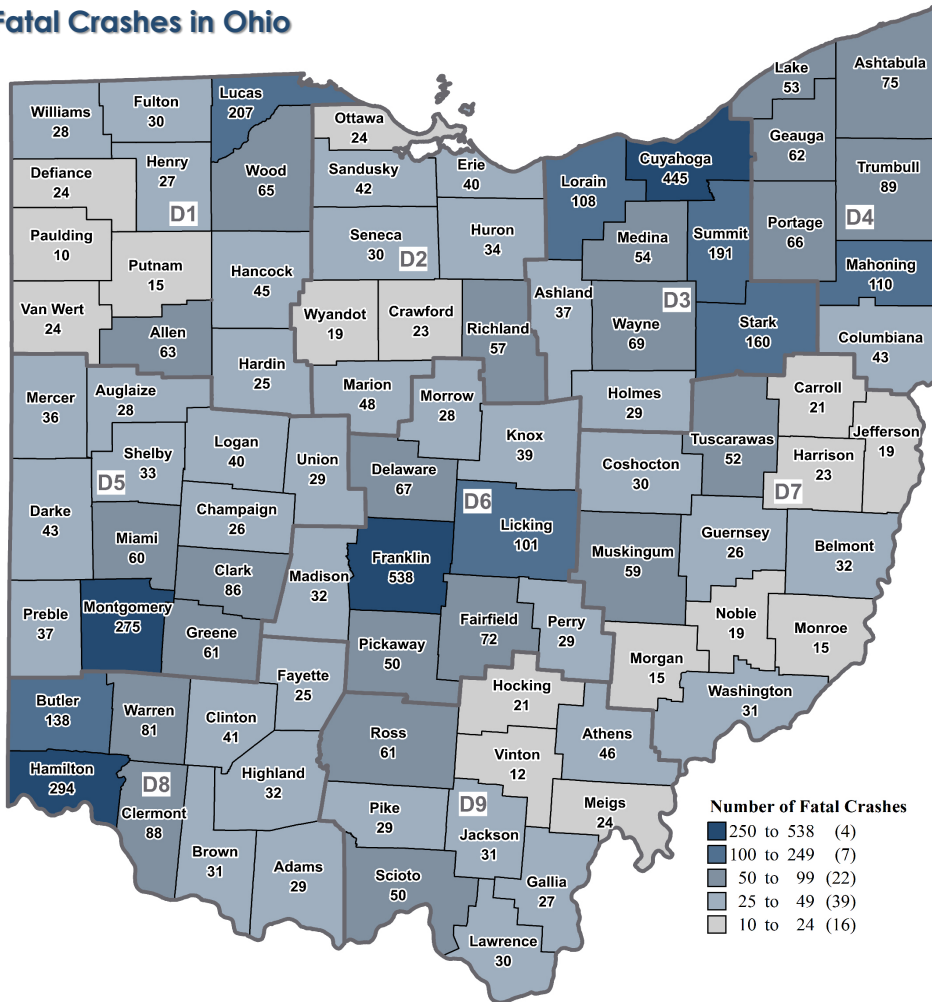 Fatal Crashes in Ohio
Williams
28
Fulton
30
Lucas
207
Ottawa
24
Lake
53
Ashtabula
75
Defiance
24
Henry
27
D1
Wood
65
Sandusky
42
Erie
40
Lorain
108
Cuyahoga
445
Geauga
62
Trumbull
89
D4
Paulding
10
Putnam
15
Hancock
45
Seneca
30
D2
Huron
34
Medina
54
Summit
191
Portage
66
Mahoning
110
Van Wert
24
Allen
63
Wyandot
19
Crawford
23
Richland
57
Ashland
37
D3
Wayne
69
Stark
160
Columbiana
43
Mercer
36
Auglaize
28
Hardin
25
Marion
48
Morrow
28
Holmes
29
Carroll
21
Jefferson
19
Shelby
33
D5
Logan
40
Union
29
Delaware
67
Knox
39
Coshocton
30
Tuscarawas
52
Harrison
23
D7
Darke
43
Miami
60
Champaign
26
D6
Licking
101
Guernsey
26
Belmont
32
Clark
86
Madison
32
Franklin
538
Muskingum
59
Preble
37
Montgomery
275
Greene
61
Pickaway
50
Fairfield
72
Perry
29
Noble
19
Monroe
15
Morgan
15
Fayette
25
Butler
138
Warren
81
Clinton
41
Hocking
21
Washington
31
Ross
61
Athens
46
Vinton
12
Hamilton
294
D8
Clermont
88
Highland
32
Pike
29
D9
Jackson
31
Meigs
24
Brown
31
Adams
29
Scioto
50
Gallia
27
Lawrence
30
Number of Fatal Crashes
250 to 538 (4)
100 to 249 (7)
50 to 99 (22)
25 to 49 (39)
10 to 24 (16)